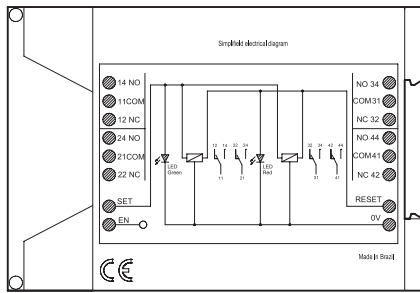 Simplifield electrical diagram
14 NO
11COM
12 NC
24 NO
21COM
22 NC
SET
EN
LED
Green
12 14
11
22 24
21
LED
Red
32 34
31
42 44
41
NO 34
COM31
NC 32
NO 44
COM41
NC 42
RESET
0V
Made in Brazil
CE